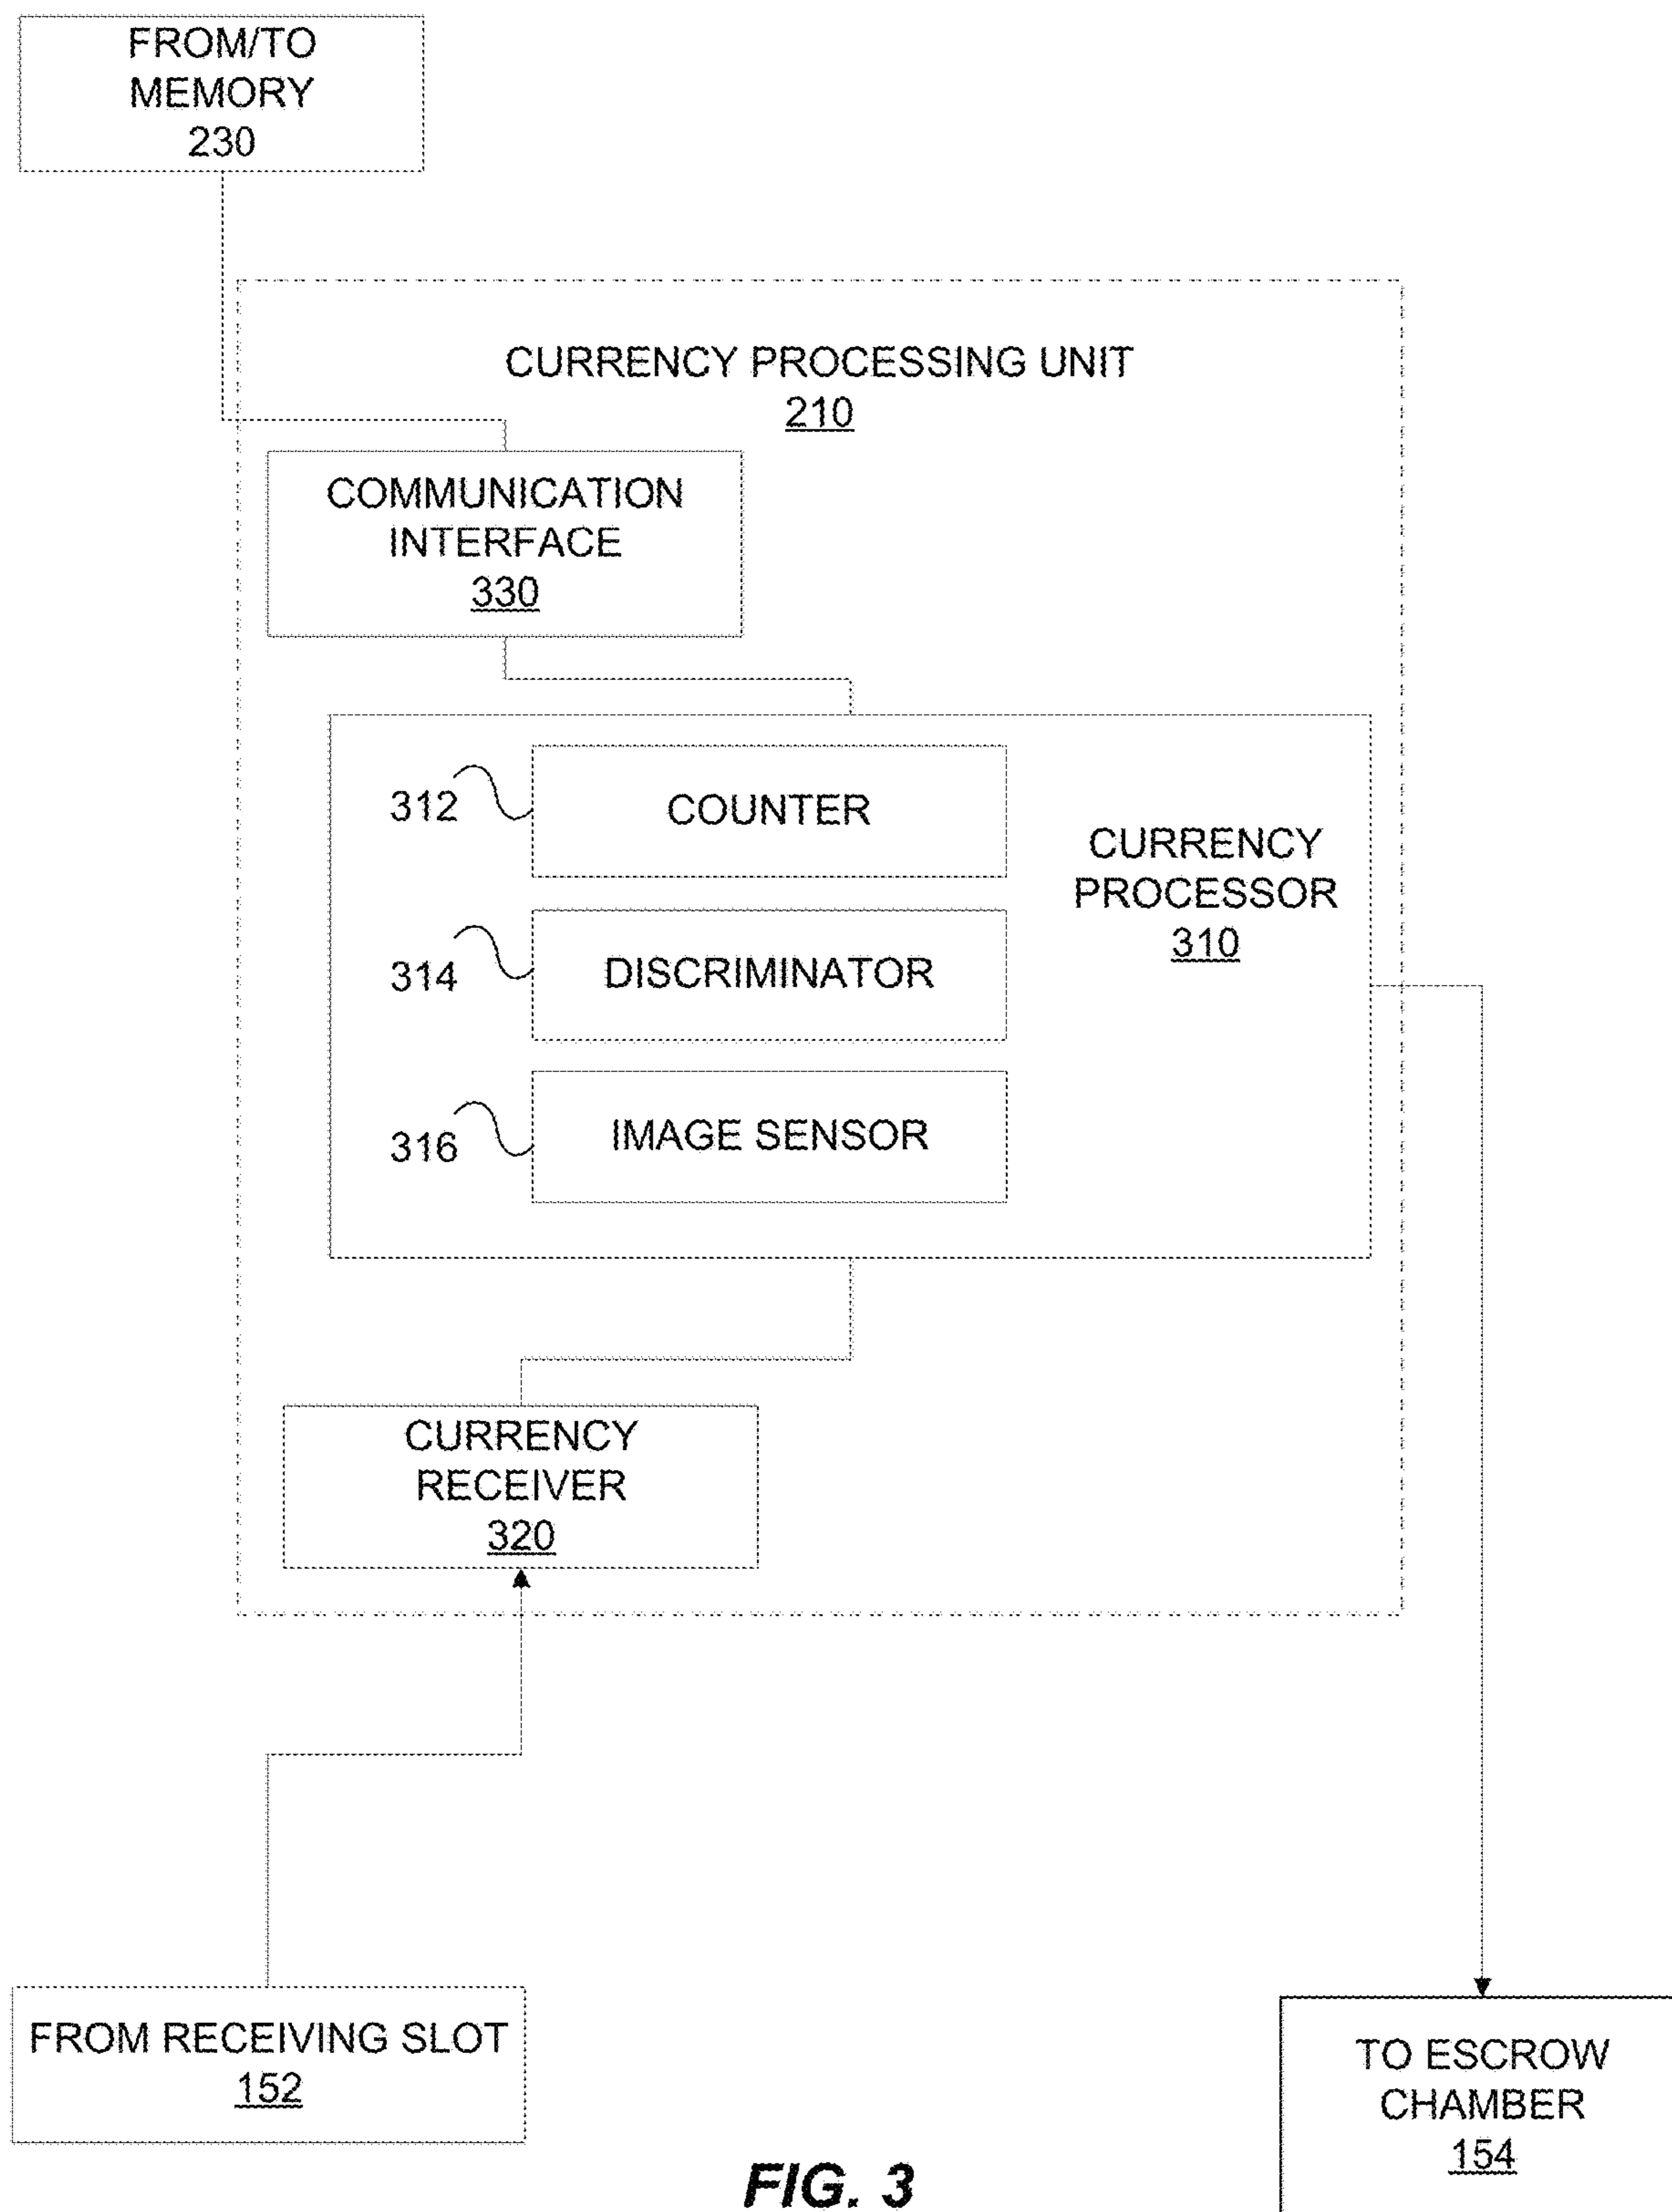 FROM/TO
MEMORY
230
CURRENCY PROCESSING UNIT
210
COMMUNICATION
INTERFACE
330
312
COUNTER
CURRENCY
PROCESSOR
310
314
DISCRIMINATOR
316
IMAGE SENSOR
CURRENCY
RECEIVER
320
FROM RECEIVING SLOT
152
TO ESCROW
CHAMBER
154
FIG. 3